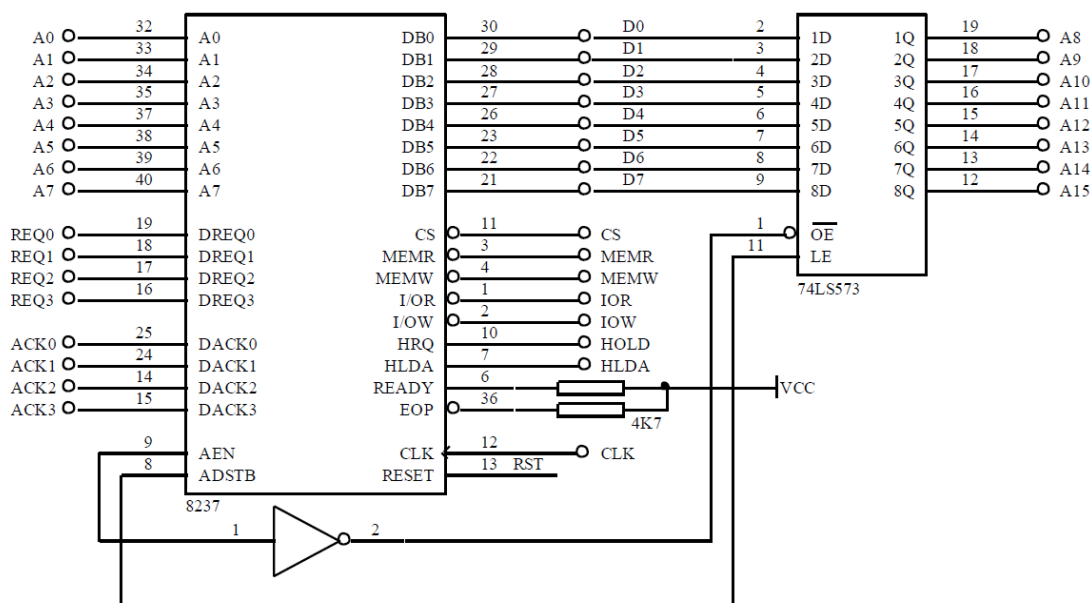 A0 32 A0 DB0 30 D0 2 1D 1Q 19 A8
A1 33 A1 DB1 29 D1 3 2D 2Q 18 A9
A2 34 A2 DB2 28 D2 4 3D 3Q 17 A10
A3 35 A3 DB3 27 D3 5 4D 4Q 16 A11
A4 37 A4 DB4 26 D4 6 5D 5Q 15 A12
A5 38 A5 DB5 23 D5 7 6D 6Q 14 A13
A6 39 A6 DB6 22 D6 8 7D 7Q 13 A14
A7 40 A7 DB7 21 D7 9 8D 8Q 12 A15
REQ0 19 DREQ0 CS 11 CS 1 OE
REQ1 18 DREQ1 MEMR 3 MEMR 11 LE
REQ2 17 DREQ2 MEMW 4 MEMW
74LS573
REQ3 16 DREQ3 I/OR 1 IOR
I/OW 2 IOW
ACK0 25 DACK0 HRQ 10 HOLD
ACK1 24 DACK1 HLDA 7 HLDA
ACK2 14 DACK2 READY 6 VCC
ACK3 15 DACK3 EOP 36 4K7
9 AEN CLK 12 CLK
8 ADSTB RESET 13 RST
8237
1 2